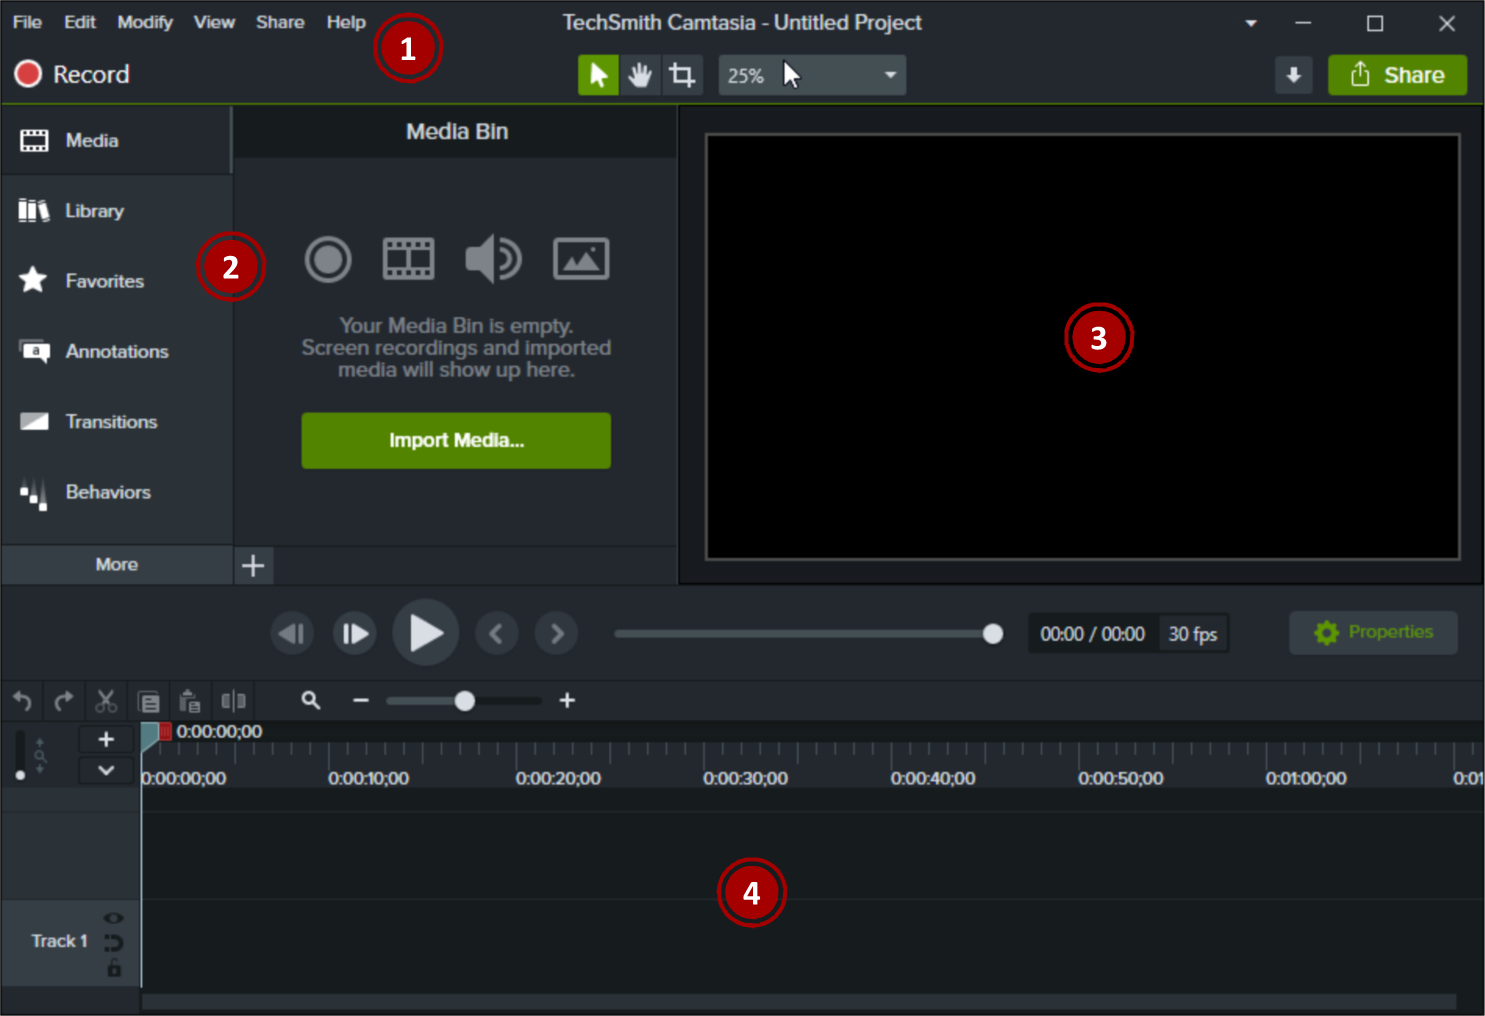 File Edit Modify View Share Help
TechSmith Camtasia - Untitled Project
1
Record
25%
Share
Media
Media Bin
Library
Favorites
2
Your Media Bin is empty.
Screen recordings and imported
media will show up here.
3
Annotations
a
Transitions
Import Media...
Behaviors
More
00:00 / 00:00 30 fps
Properties
0:00:00;00
0:00:00;00 0:00:10;00 0:00:20;00 0:00:30;00 0:00:40;00 0:00:50;00 0:01:00;00 0:01
4
Track 1